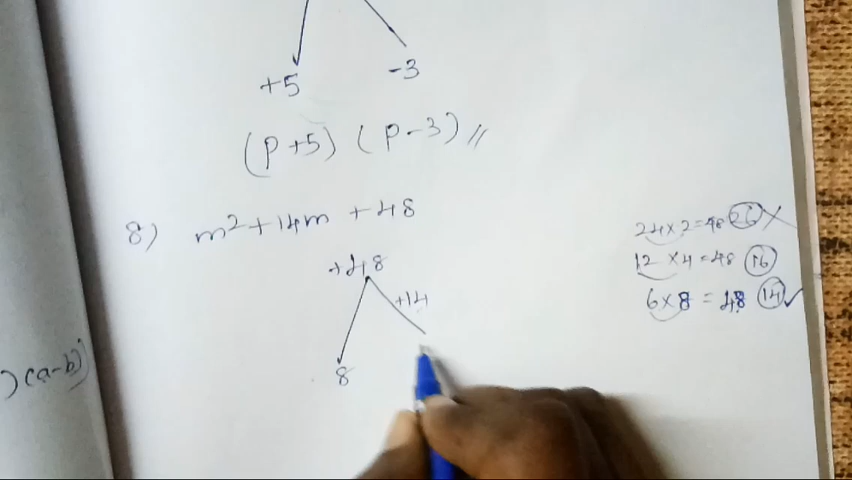 +5 -3
(p+5) (p-3) //
8) m²+14m +48
24×2=48 26 ×
12 ×4=48 16
6×8 = 48 14 ✓
+48
+14
8
)(a-b)